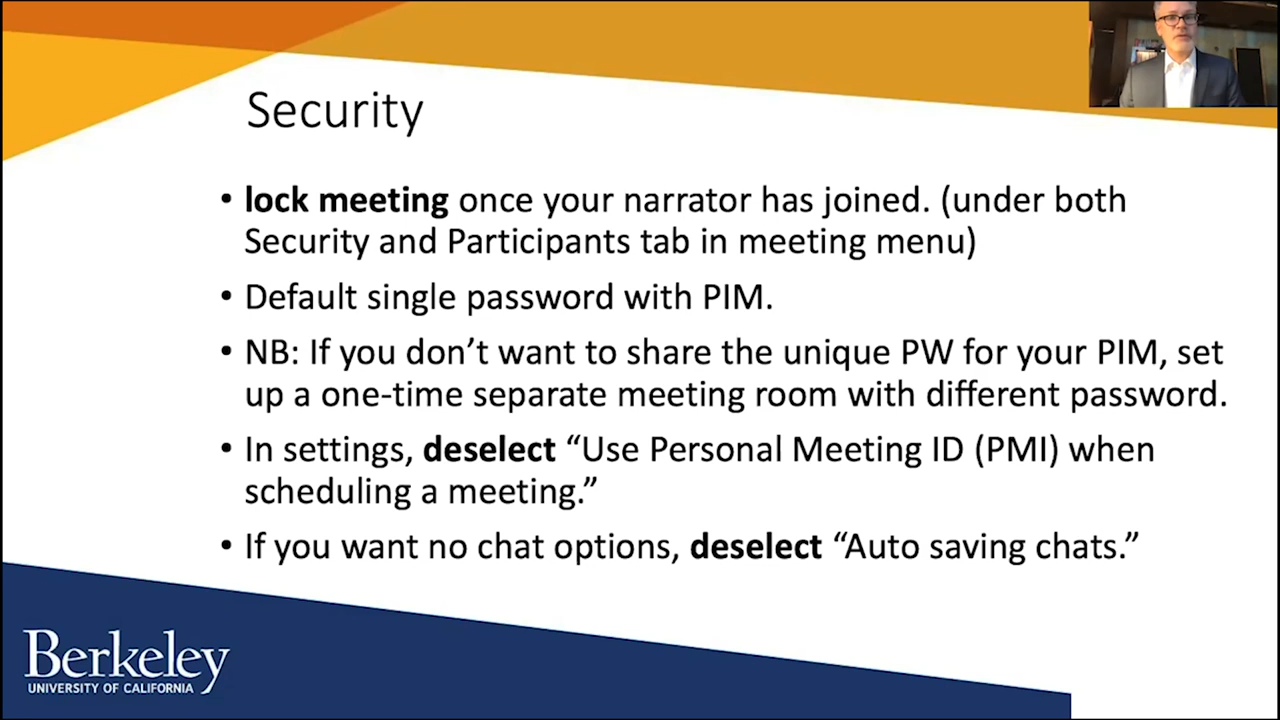 Security
• lock meeting once your narrator has joined. (under both
Security and Participants tab in meeting menu)
• Default single password with PIM.
• NB: If you don’t want to share the unique PW for your PIM, set
up a one-time separate meeting room with different password.
• In settings, deselect “Use Personal Meeting ID (PMI) when
scheduling a meeting.”
• If you want no chat options, deselect “Auto saving chats.”
Berkeley
UNIVERSITY OF CALIFORNIA